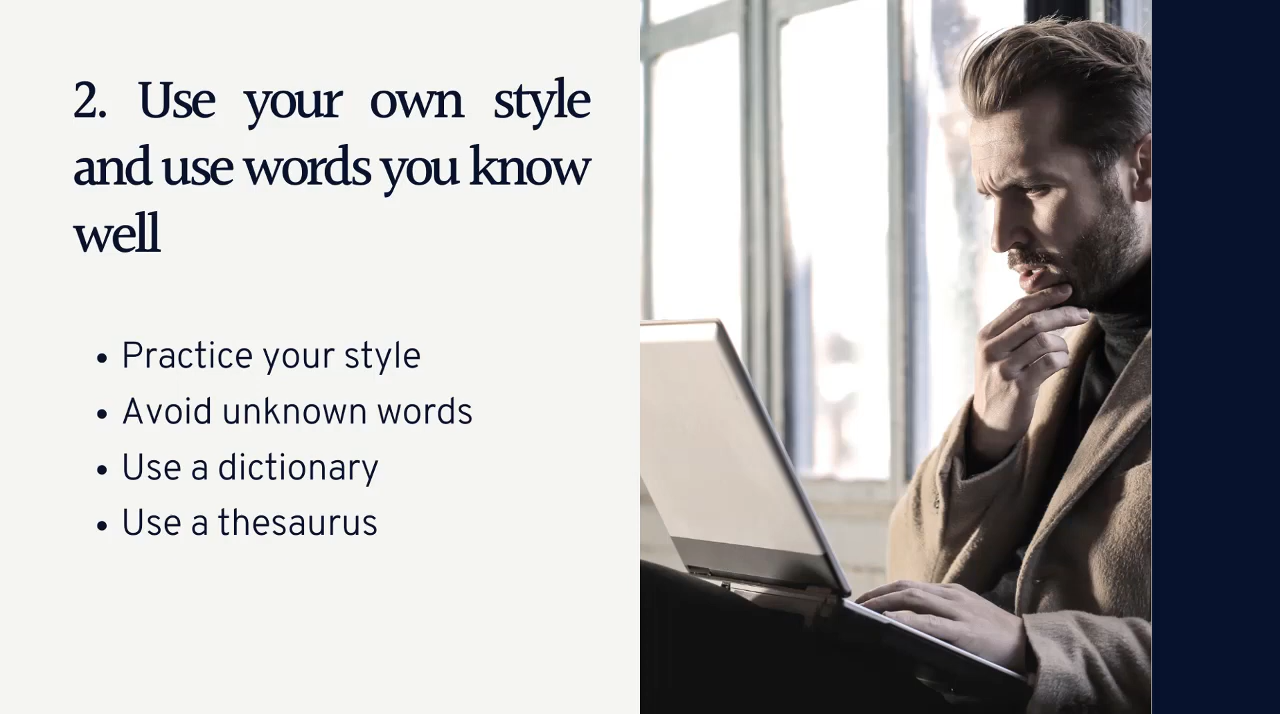 2. Use your own style
and use words you know
well
• Practice your style
• Avoid unknown words
• Use a dictionary
• Use a thesaurus